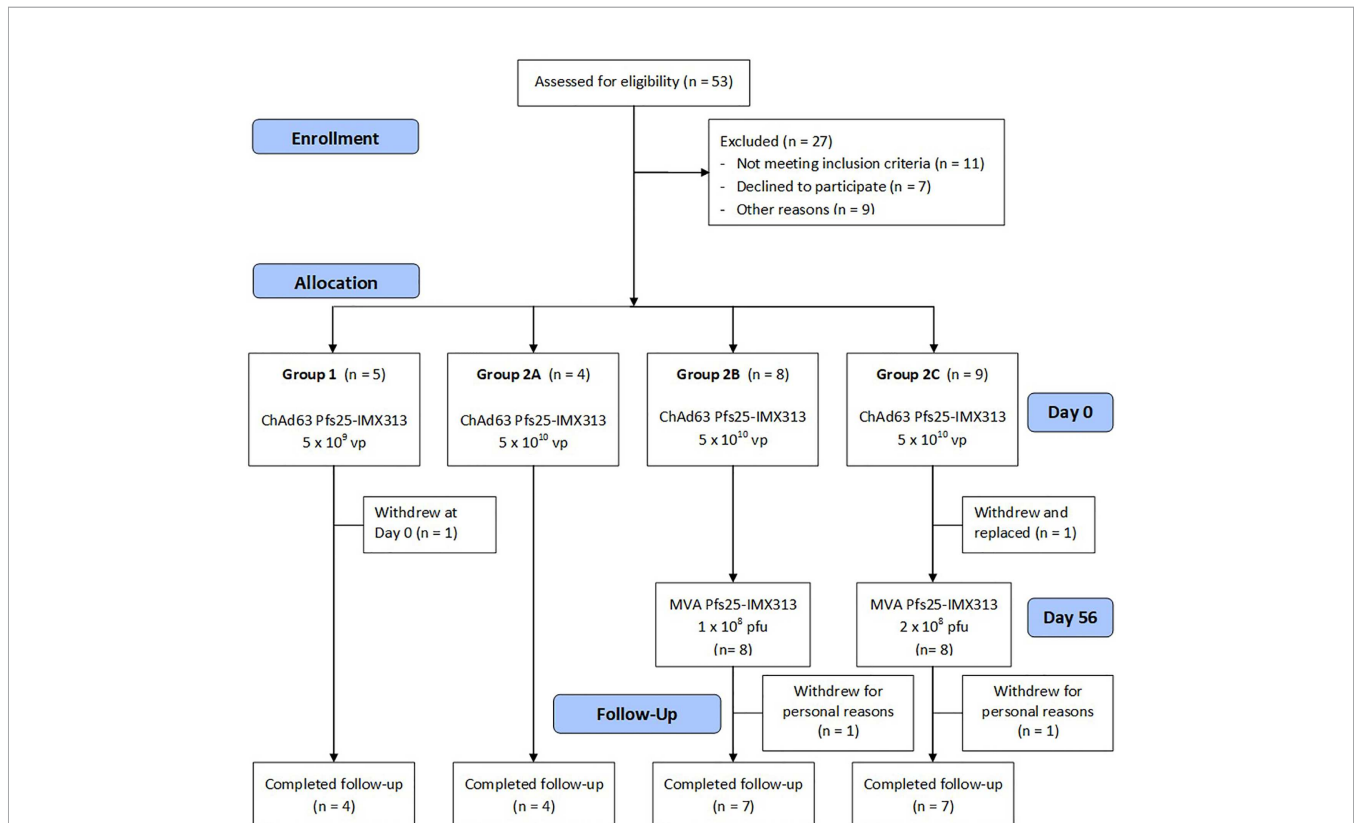 Assessed for eligibility (n = 53)
Enrollment
Excluded (n = 27)
- Not meeting inclusion criteria (n = 11)
- Declined to participate (n = 7)
- Other reasons (n = 9)
Allocation
Group 1 (n = 5)
ChAd63 Pfs25-IMX313
5 x 10⁹ vp
Group 2A (n = 4)
ChAd63 Pfs25-IMX313
5 x 10¹⁰ vp
Group 2B (n = 8)
ChAd63 Pfs25-IMX313
5 x 10¹⁰ vp
Group 2C (n = 9)
ChAd63 Pfs25-IMX313
5 x 10¹⁰ vp
Day 0
Withdrew at
Day 0 (n = 1)
Withdrew and
replaced (n = 1)
MVA Pfs25-IMX313
1 x 10⁸ pfu
(n= 8)
MVA Pfs25-IMX313
2 x 10⁸ pfu
(n= 8)
Day 56
Follow-Up
Withdrew for
personal reasons
(n = 1)
Withdrew for
personal reasons
(n = 1)
Completed follow-up
(n = 4)
Completed follow-up
(n = 4)
Completed follow-up
(n = 7)
Completed follow-up
(n = 7)